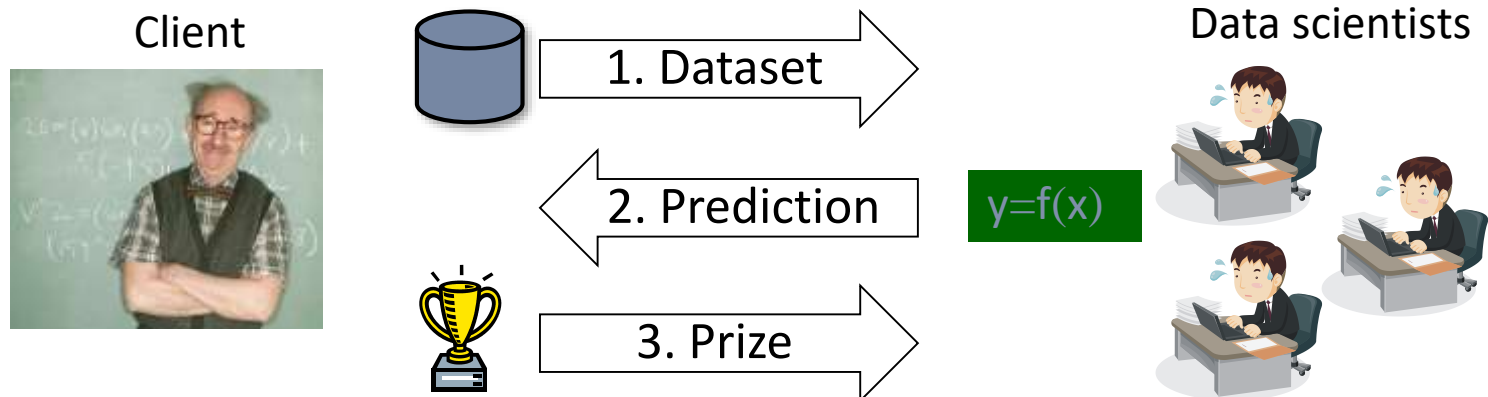 Client
Data scientists
1. Dataset
2. Prediction
y=f(x)
3. Prize